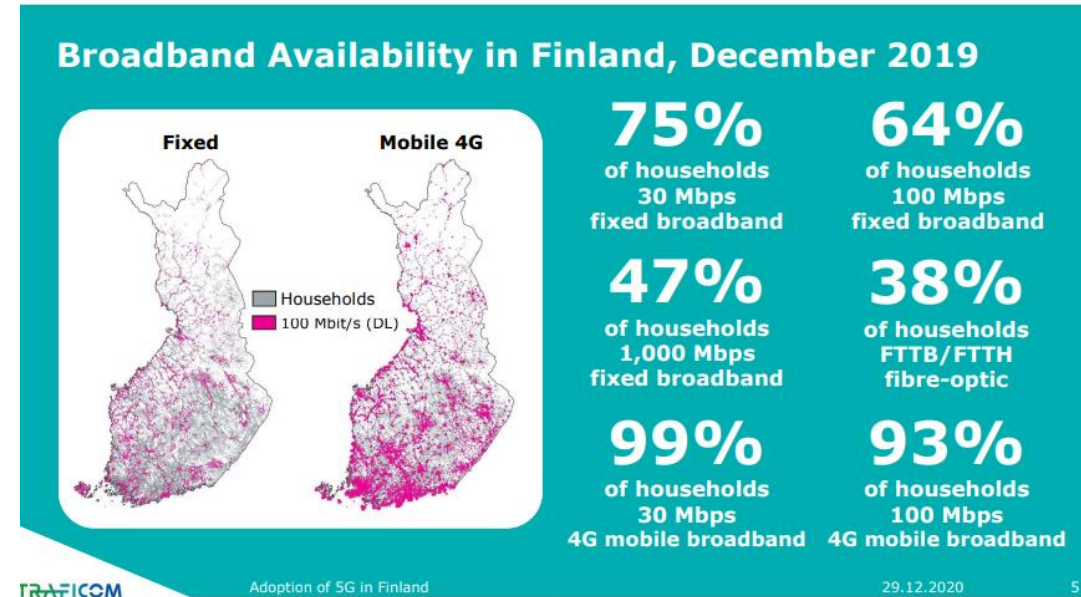 Broadband Availability in Finland, December 2019
Fixed
Mobile 4G
Households
100 Mbit/s (DL)
75%
of households
30 Mbps
fixed broadband
64%
of households
100 Mbps
fixed broadband
47%
of households
1,000 Mbps
fixed broadband
38%
of households
FTTB/FTTH
fibre-optic
99%
of households
30 Mbps
4G mobile broadband
93%
of households
100 Mbps
4G mobile broadband
TRAFICOM
Adoption of 5G in Finland
29.12.2020
5